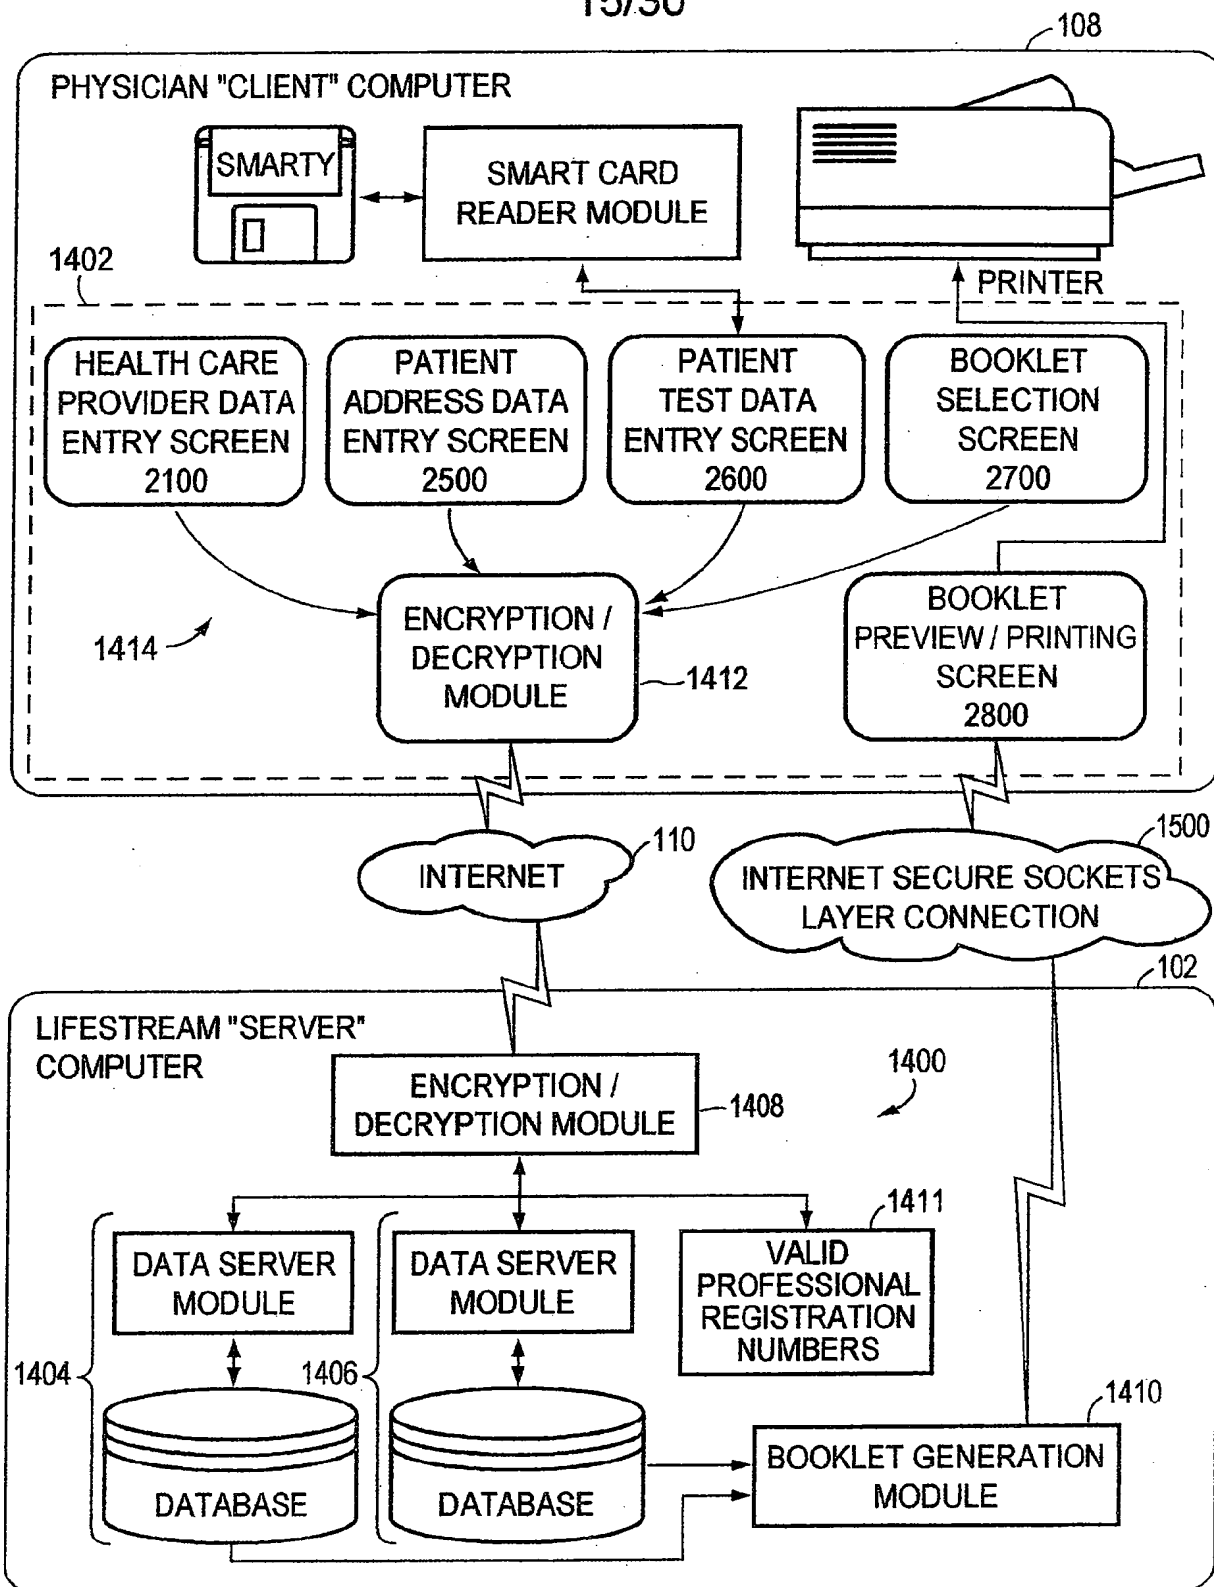 15/30
108
PHYSICIAN "CLIENT" COMPUTER
SMARTY
SMART CARD
READER MODULE
1402
PRINTER
HEALTH CARE
PROVIDER DATA
ENTRY SCREEN
2100
PATIENT
ADDRESS DATA
ENTRY SCREEN
2500
PATIENT
TEST DATA
ENTRY SCREEN
2600
BOOKLET
SELECTION
SCREEN
2700
1414
ENCRYPTION /
DECRYPTION
MODULE
1412
BOOKLET
PREVIEW / PRINTING
SCREEN
2800
INTERNET
110
INTERNET SECURE SOCKETS
LAYER CONNECTION
1500
102
LIFESTREAM "SERVER"
COMPUTER
ENCRYPTION /
DECRYPTION MODULE
1408
1400
1404
DATA SERVER
MODULE
1406
DATA SERVER
MODULE
1411
VALID
PROFESSIONAL
REGISTRATION
NUMBERS
DATABASE
DATABASE
1410
BOOKLET GENERATION
MODULE